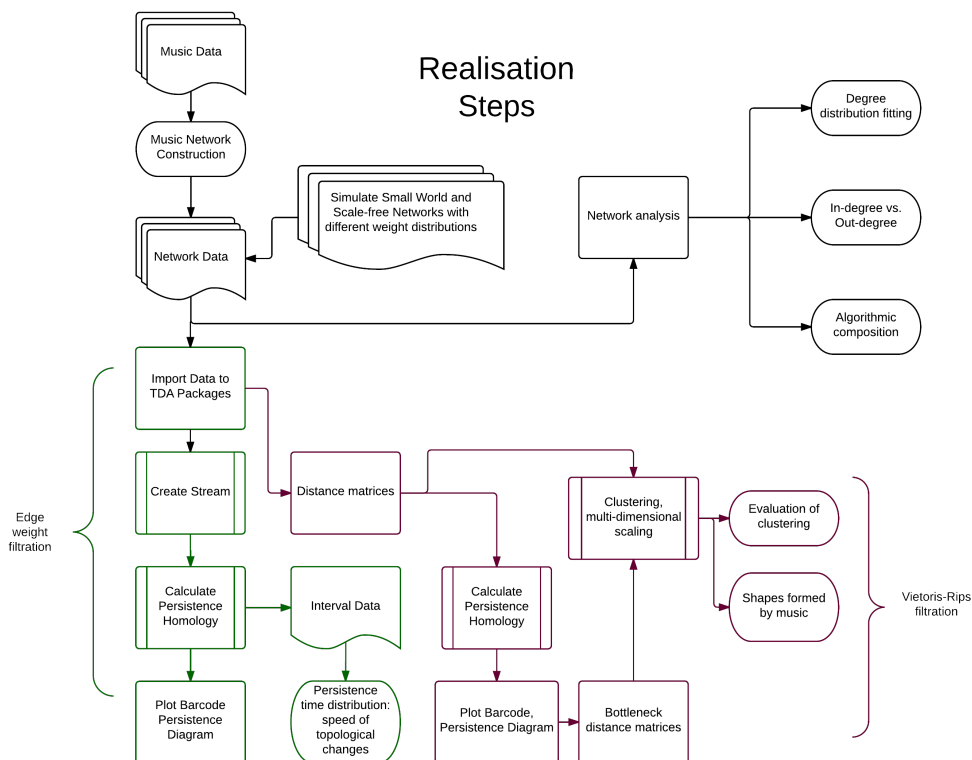 Realisation
Steps
Music Data
Music Network
Construction
Network Data
Simulate Small World and
Scale-free Networks with
different weight distributions
Network analysis
Degree
distribution fitting
In-degree vs.
Out-degree
Algorithmic
composition
Import Data to
TDA Packages
Create Stream
Distance matrices
Clustering,
multi-dimensional
scaling
Evaluation of
clustering
Edge
weight
filtration
Calculate
Persistence
Homology
Interval Data
Calculate
Persistence
Homology
Shapes formed
by music
Vietoris-Rips
filtration
Plot Barcode
Persistence
Diagram
Persistence
time distribution:
speed of
topological
changes
Plot Barcode,
Persistence Diagram
Bottleneck
distance matrices